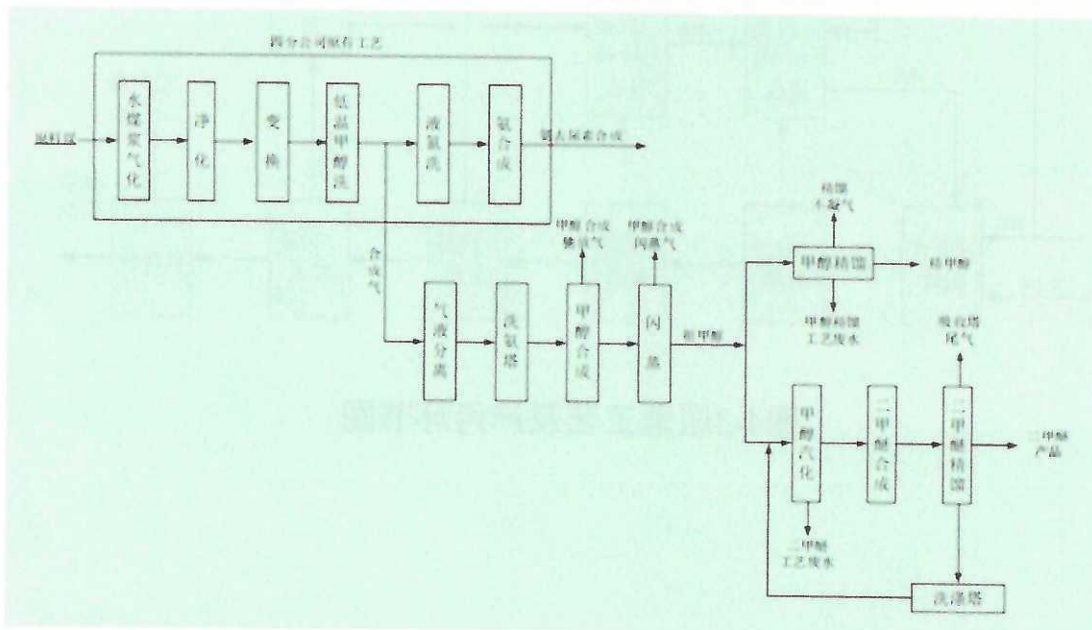 四分公司原有工艺
原料煤
水煤浆气化
净化
变换
低温甲醇洗
液氨洗
氨合成
氨去尿素合成
合成气
气液分离
洗氨塔
甲醇合成
闪蒸
甲醇合成
驰放气
甲醇合成
闪蒸气
粗甲醇
精馏
不凝气
甲醇精馏
精甲醇
甲醇精馏
工艺废水
吸收塔
尾气
甲醇汽化
二甲醚合成
二甲醚精馏
二甲醚
产品
二甲醚
工艺废水
洗涤塔